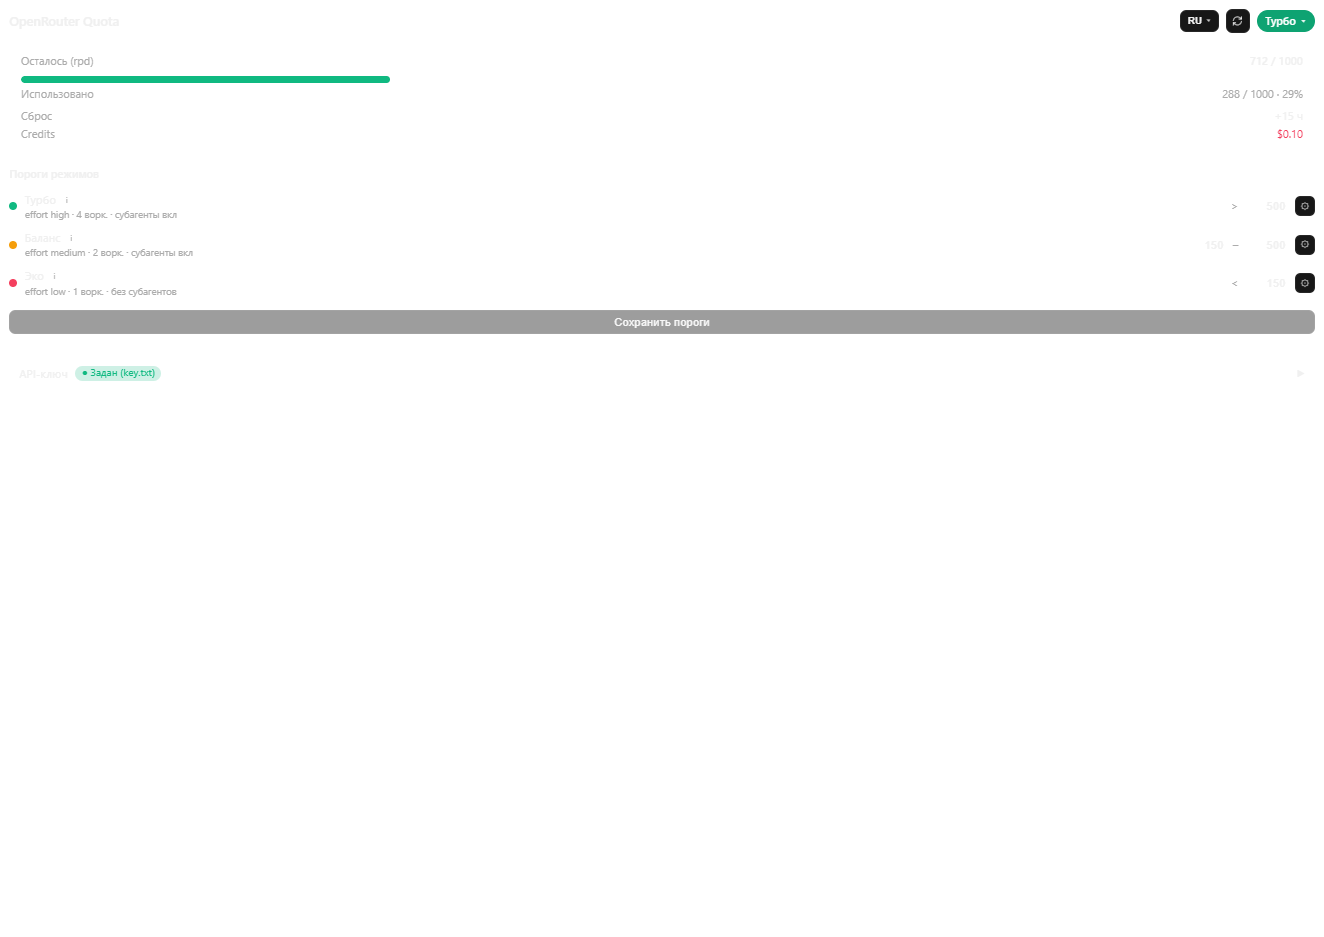 OpenRouter Quota RU Турбо
Осталось (rpd) 712 / 1000
Использовано 288 / 1000 · 29%
Сброс +15 ч
Credits $0.10
Пороги режимов
Турбо i
effort high · 4 ворк. · субагенты вкл > 500
Баланс i
effort medium · 2 ворк. · субагенты вкл 150 – 500
Эко i
effort low · 1 ворк. · без субагентов < 150
Сохранить пороги
API-ключ ● Задан (key.txt)